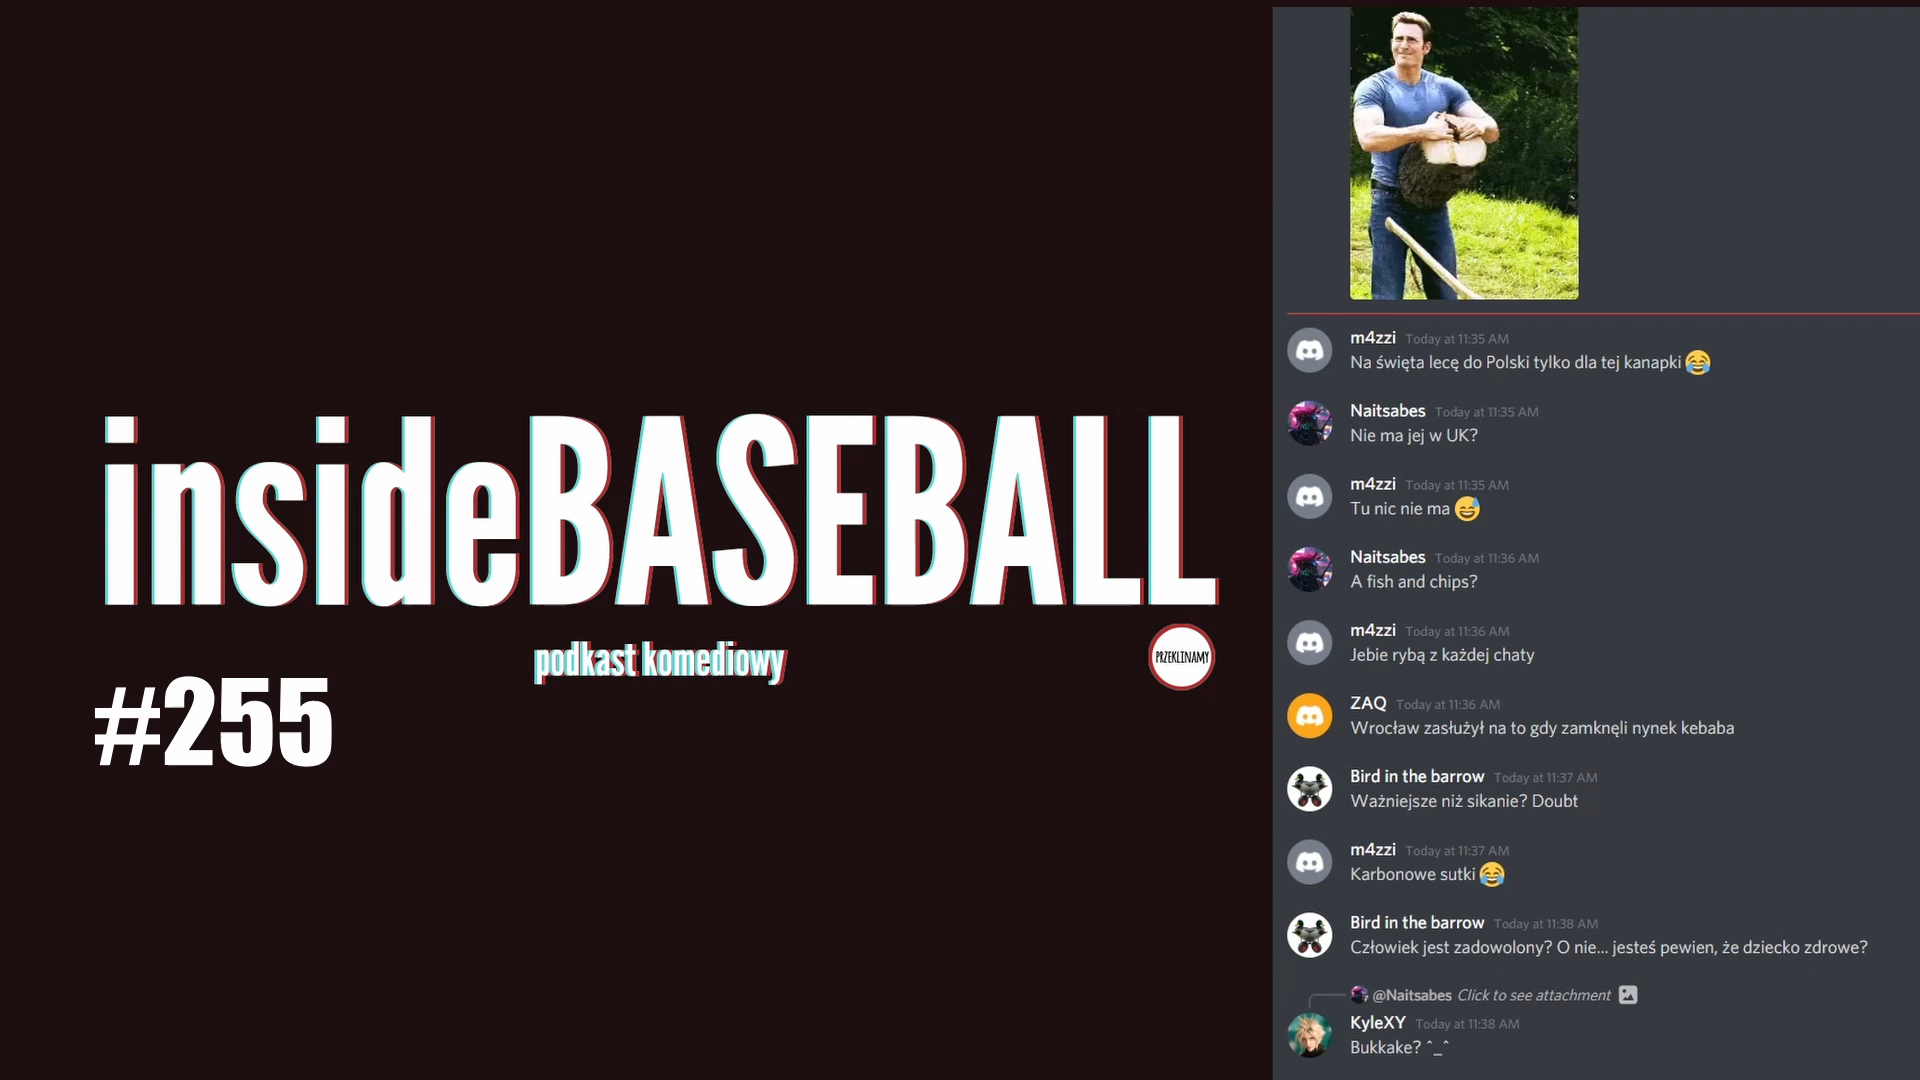 insideBASEBALL
podkast komediowy
PRZEKLINAMY
#255
m4zzi Today at 11:35 AM
Na święta lecę do Polski tylko dla tej kanapki 😂
Naitsabes Today at 11:35 AM
Nie ma jej w UK?
m4zzi Today at 11:35 AM
Tu nic nie ma 😅
Naitsabes Today at 11:36 AM
A fish and chips?
m4zzi Today at 11:36 AM
Jebie rybą z każdej chaty
ZAQ Today at 11:36 AM
Wrocław zasłużył na to gdy zamknęli nynek kebaba
Bird in the barrow Today at 11:37 AM
Ważniejsze niż sikanie? Doubt
m4zzi Today at 11:37 AM
Karbonowe sutki 😂
Bird in the barrow Today at 11:38 AM
Człowiek jest zadowolony? O nie... jesteś pewien, że dziecko zdrowe?
@Naitsabes Click to see attachment
KyleXY Today at 11:38 AM
Bukkake? ^_^